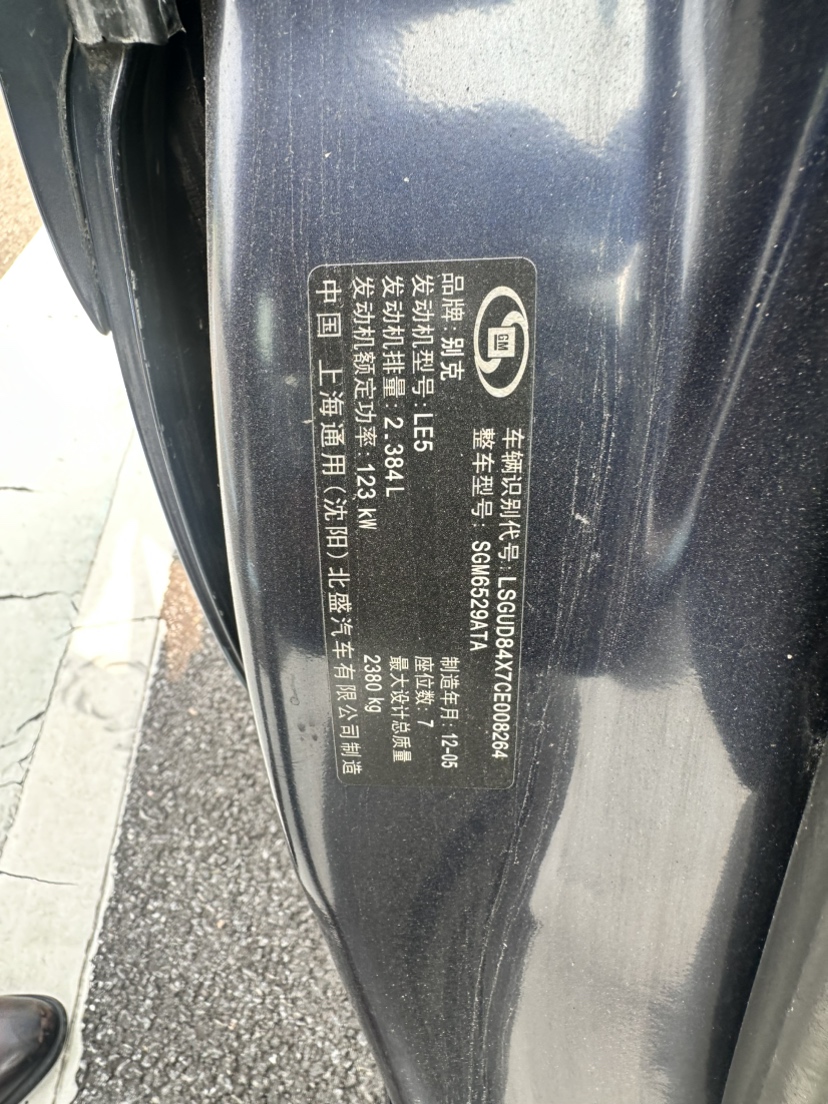 GM
车辆识别代号: LSGUD84X7CE008264
整车型号: SGM6529ATA
品牌: 别克
制造年月: 12-05
发动机型号: LE5
座位数: 7
发动机排量: 2.384L
最大设计总质量
发动机额定功率: 123 kW
2380 kg
中国 上海通用(沈阳)北盛汽车有限公司制造